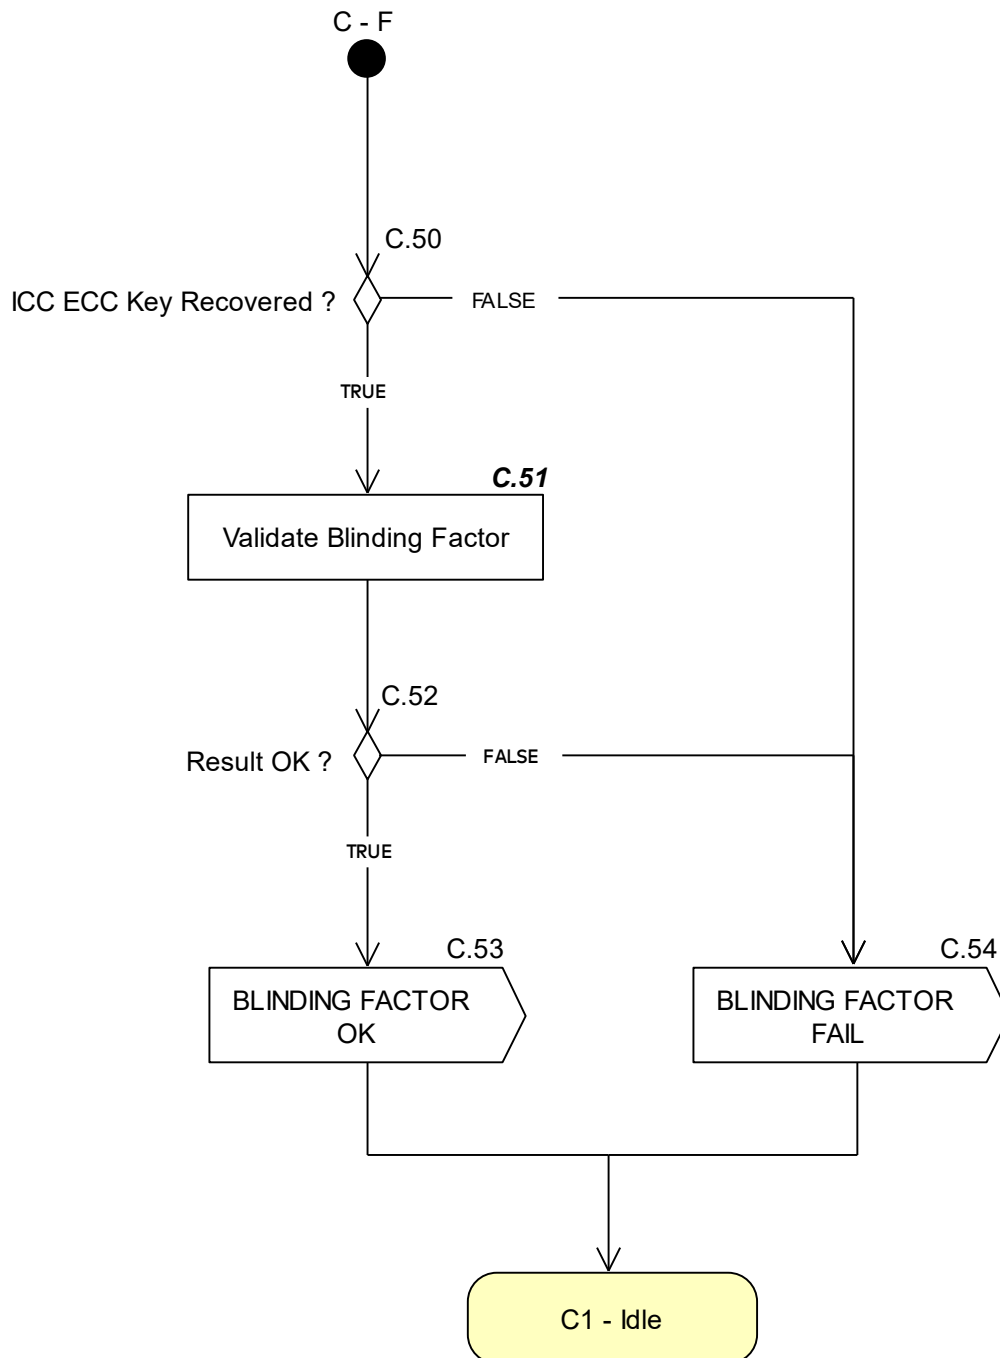 C - F
C.50
ICC ECC Key Recovered ?
FALSE
TRUE
C.51
Validate Blinding Factor
C.52
Result OK ?
FALSE
TRUE
C.53
BLINDING FACTOR
OK
C.54
BLINDING FACTOR
FAIL
C1 - Idle